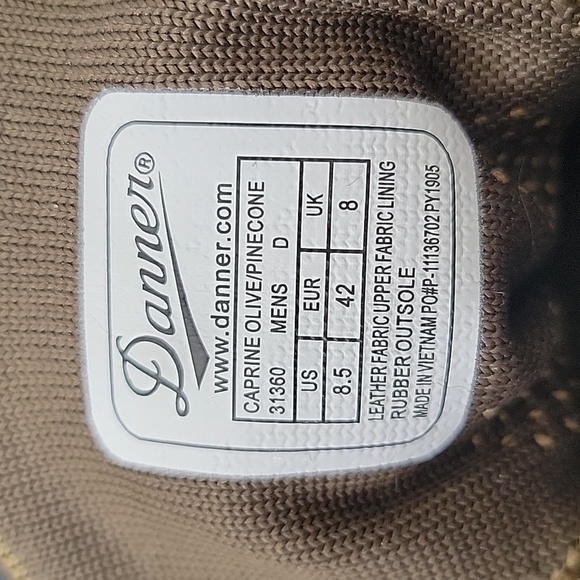 Danner®
www.danner.com
CAPRINE OLIVE/PINECONE
31360 MENS D
US EUR UK
8.5 42 8
LEATHER FABRIC UPPER FABRIC LINING
RUBBER OUTSOLE
MADE IN VIETNAM PO#P-11136702 PY1905